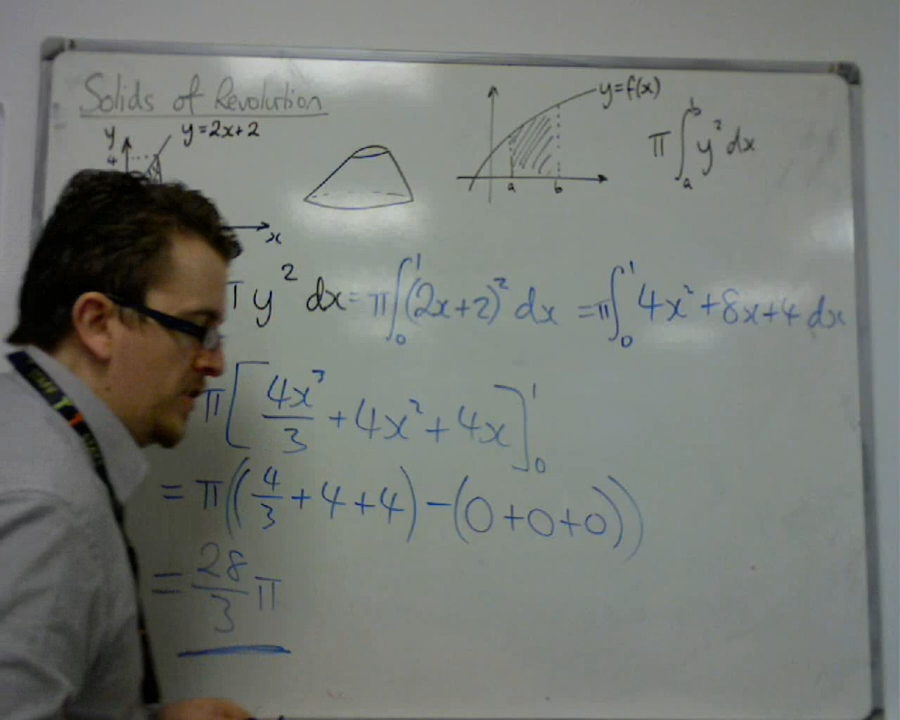 Solids of Revolution
y
y=2x+2
4
x
y=f(x)
a b
π∫ₐᵇ y² dx
π y² dx = π∫₀¹ (2x+2)² dx = π∫₀¹ 4x² + 8x + 4 dx
π[4x³/3 + 4x² + 4x]₀¹
= π((4/3 + 4 + 4) - (0+0+0))
= 28/3 π